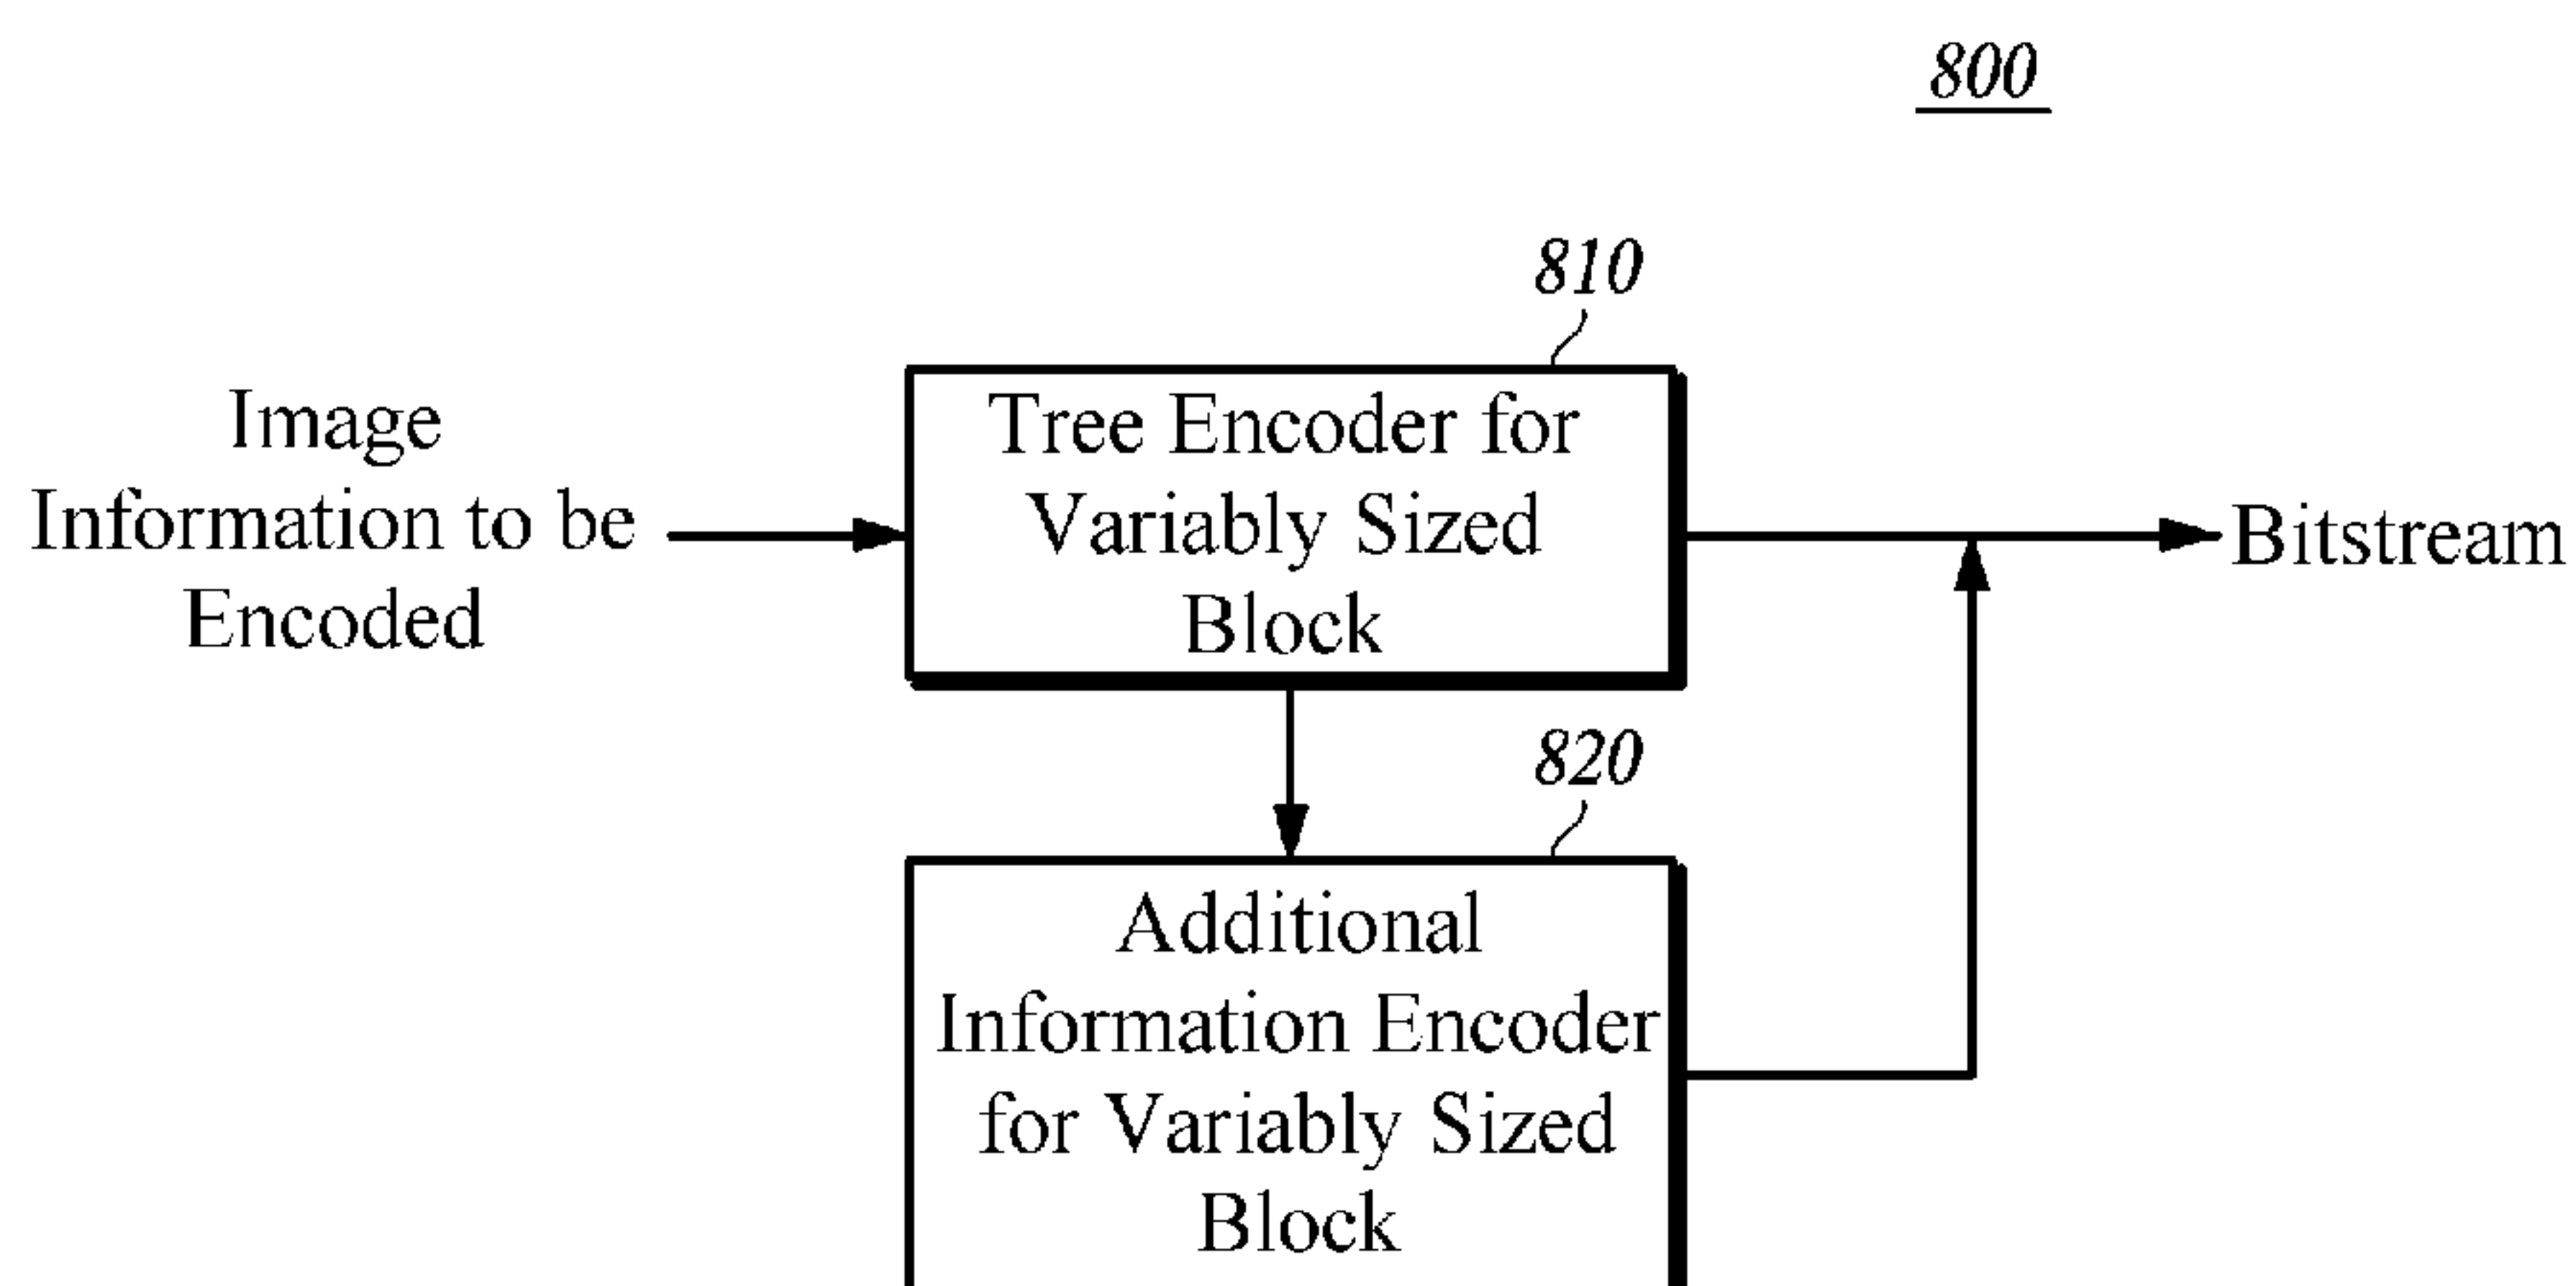 800
810
Image
Information to be
Encoded
Tree Encoder for
Variably Sized
Block
Bitstream
820
Additional
Information Encoder
for Variably Sized
Block